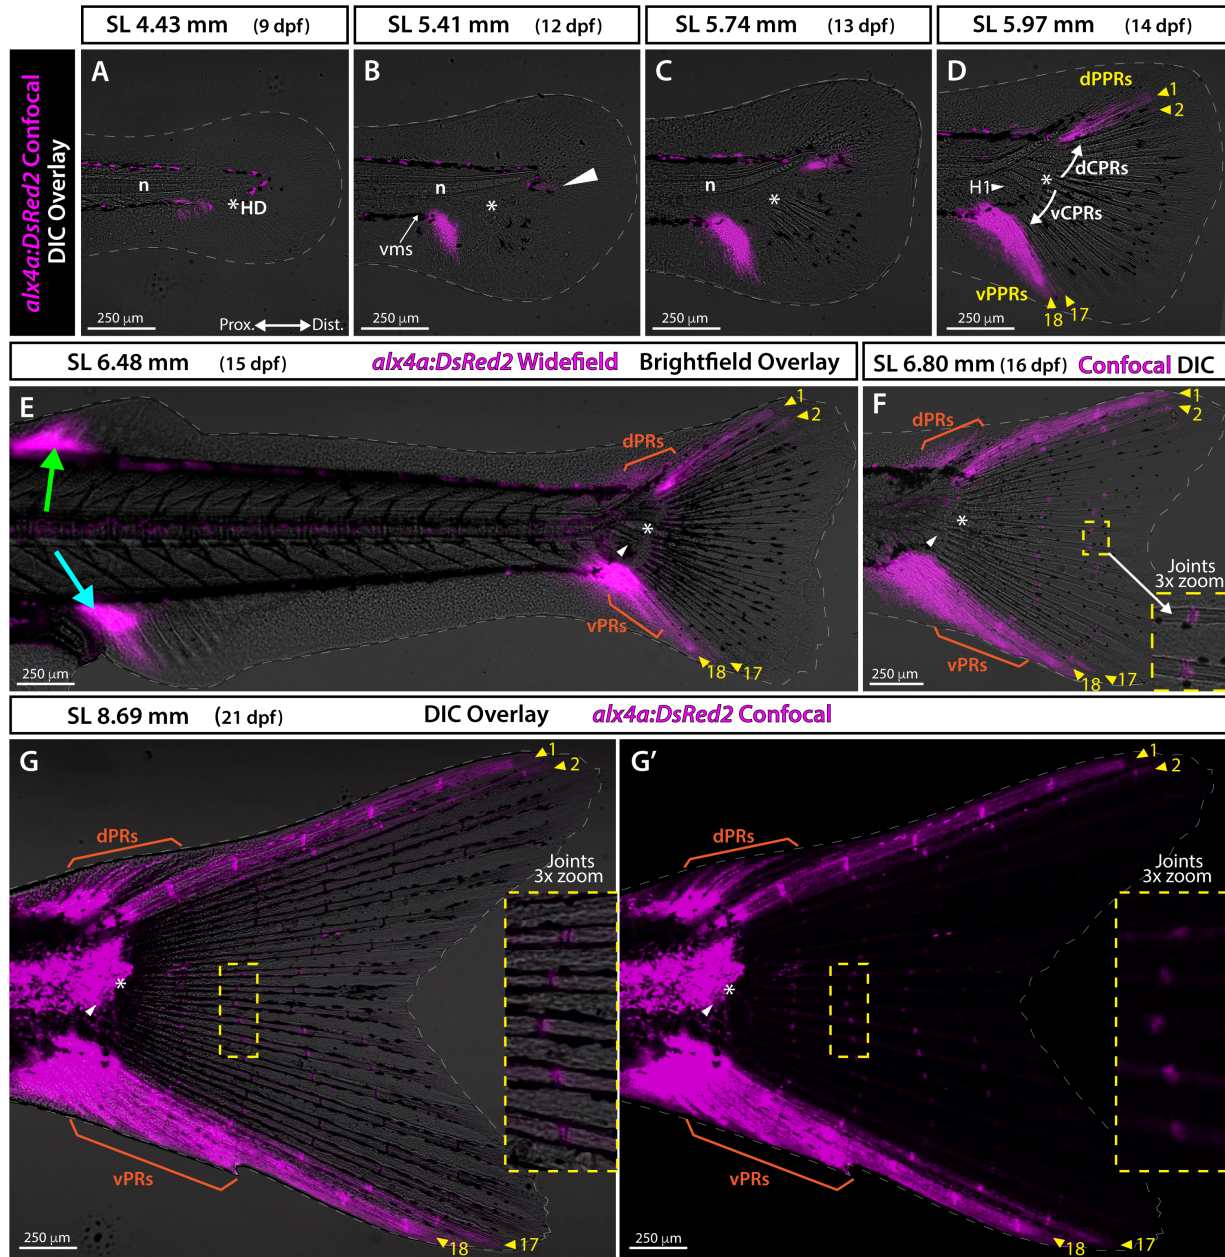 SL 4.43 mm (9 dpf)
SL 5.41 mm (12 dpf)
SL 5.74 mm (13 dpf)
SL 5.97 mm (14 dpf)
alx4a:DsRed2 Confocal
DIC Overlay
A
n
*HD
250 µm
Prox. Dist.
B
n
*
vms
250 µm
C
n
*
250 µm
D
dPPRs
1
2
dCPRs
H1
*
vCPRs
vPPRs
18
17
250 µm
SL 6.48 mm (15 dpf) alx4a:DsRed2 Widefield Brightfield Overlay
SL 6.80 mm (16 dpf) Confocal DIC
E
1
2
dPRs
*
vPRs
18
17
250 µm
F
1
2
dPRs
*
Joints
3x zoom
vPRs
18
17
250 µm
SL 8.69 mm (21 dpf) DIC Overlay alx4a:DsRed2 Confocal
G
1
2
dPRs
Joints
3x zoom
*
vPRs
18
17
250 µm
G’
1
2
dPRs
Joints
3x zoom
*
vPRs
18
17
250 µm